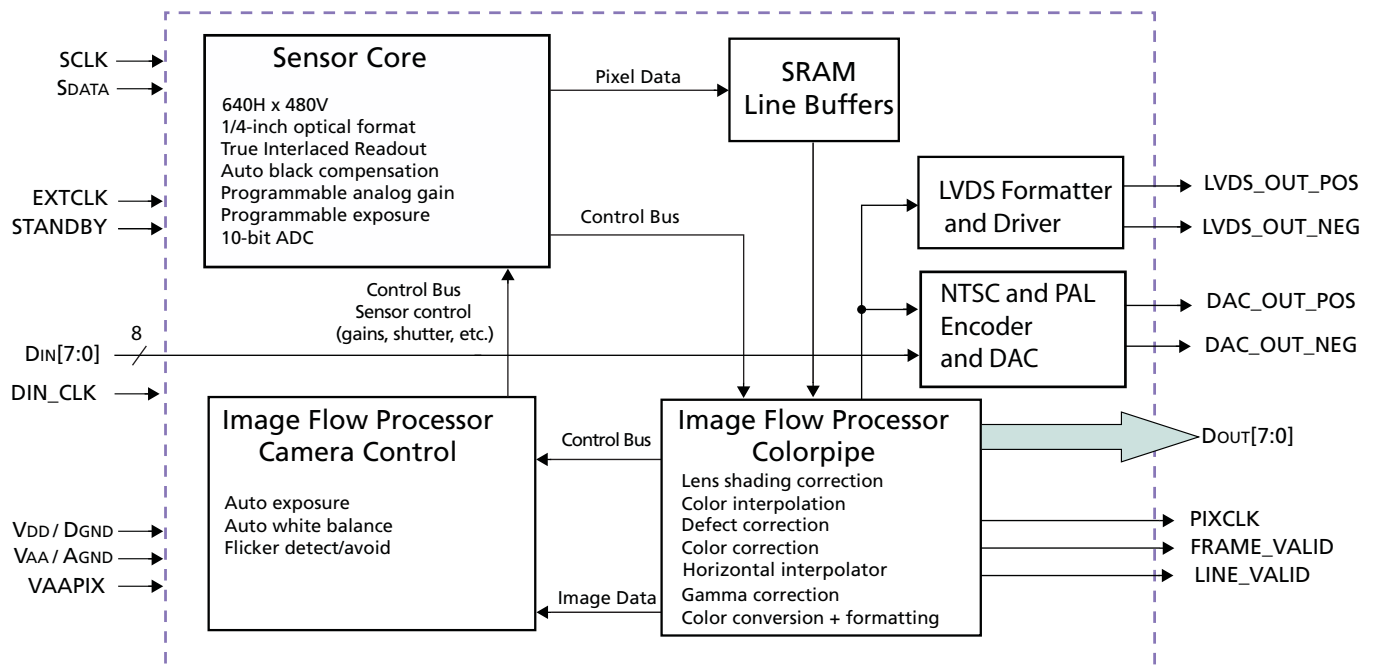 SCLK
SDATA
EXTCLK
STANDBY
DIN[7:0]
8
DIN_CLK
VDD / DGND
VAA / AGND
VAAPIX
Sensor Core
640H x 480V
1/4-inch optical format
True Interlaced Readout
Auto black compensation
Programmable analog gain
Programmable exposure
10-bit ADC
Pixel Data
SRAM
Line Buffers
Control Bus
Control Bus
Sensor control
(gains, shutter, etc.)
LVDS Formatter
and Driver
LVDS_OUT_POS
LVDS_OUT_NEG
NTSC and PAL
Encoder
and DAC
DAC_OUT_POS
DAC_OUT_NEG
Image Flow Processor
Camera Control
Auto exposure
Auto white balance
Flicker detect/avoid
Control Bus
Image Data
Image Flow Processor
Colorpipe
Lens shading correction
Color interpolation
Defect correction
Color correction
Horizontal interpolator
Gamma correction
Color conversion + formatting
DOUT[7:0]
PIXCLK
FRAME_VALID
LINE_VALID